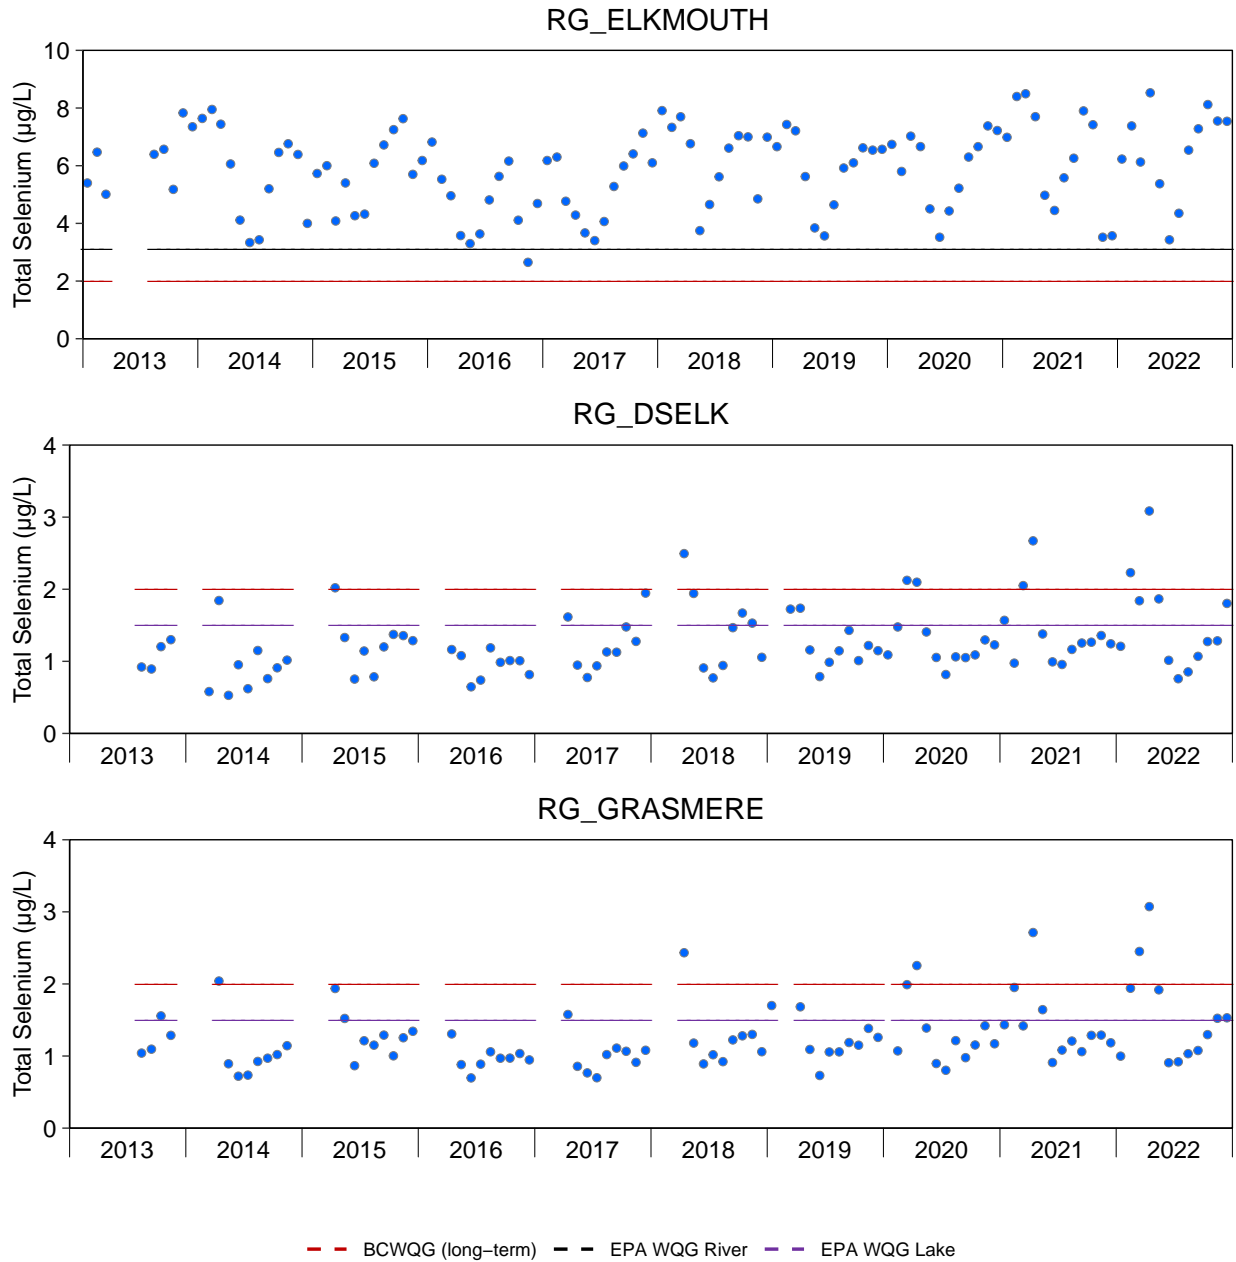 RG_ELKMOUTH
Total Selenium (µg/L)
10
8
6
4
2
0
2013 2014 2015 2016 2017 2018 2019 2020 2021 2022
RG_DSELK
Total Selenium (µg/L)
4
3
2
1
0
2013 2014 2015 2016 2017 2018 2019 2020 2021 2022
RG_GRASMERE
Total Selenium (µg/L)
4
3
2
1
0
2013 2014 2015 2016 2017 2018 2019 2020 2021 2022
BCWQG (long−term) EPA WQG River EPA WQG Lake